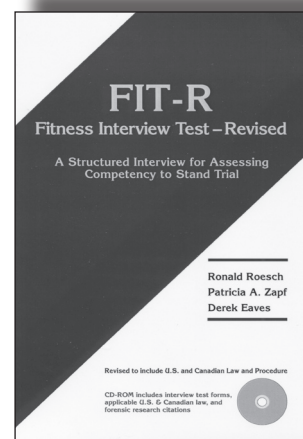 FIT-R
Fitness Interview Test – Revised
A Structured Interview for Assessing
Competency to Stand Trial
Ronald Roesch
Patricia A. Zapf
Derek Eaves
Revised to include U.S. and Canadian Law and Procedure
CD-ROM includes interview test forms,
applicable U.S. & Canadian law, and
forensic research citations